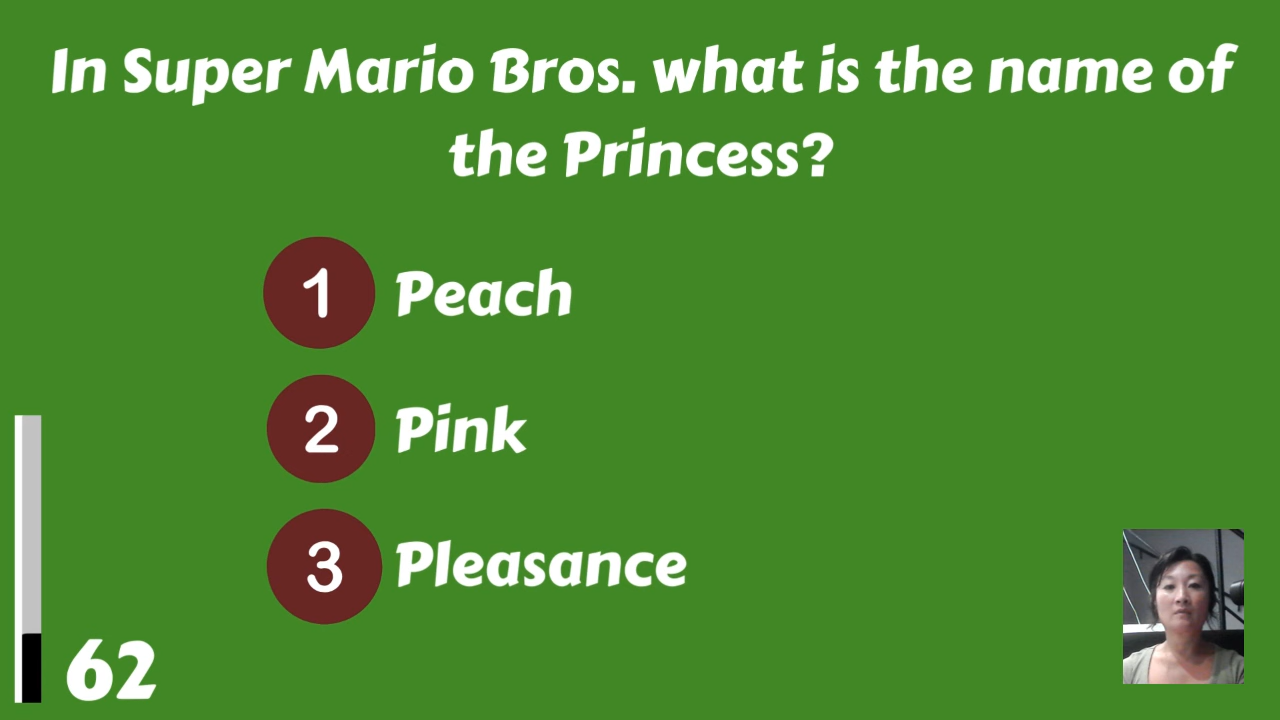 In Super Mario Bros. what is the name of
the Princess?
1 Peach
2 Pink
3 Pleasance
62